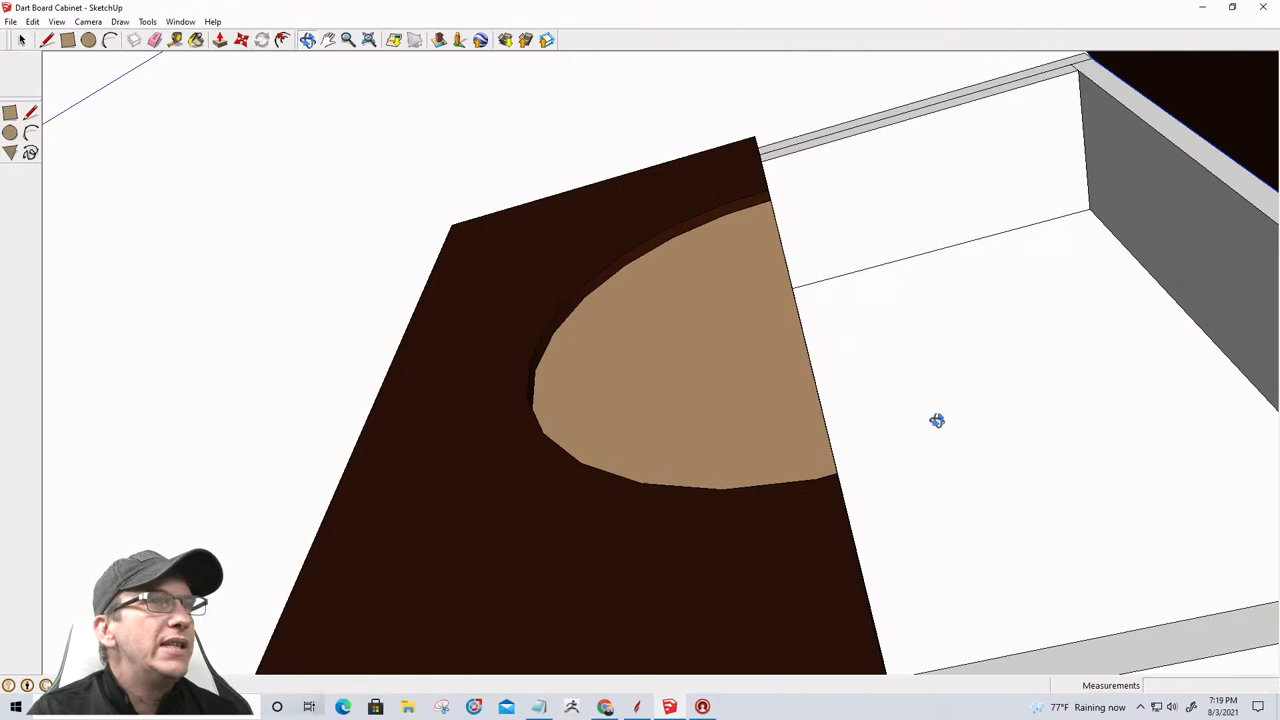 Dart Board Cabinet - SketchUp
File Edit View Camera Draw Tools Window Help
Measurements
77°F Raining now
7:19 PM
8/3/2021